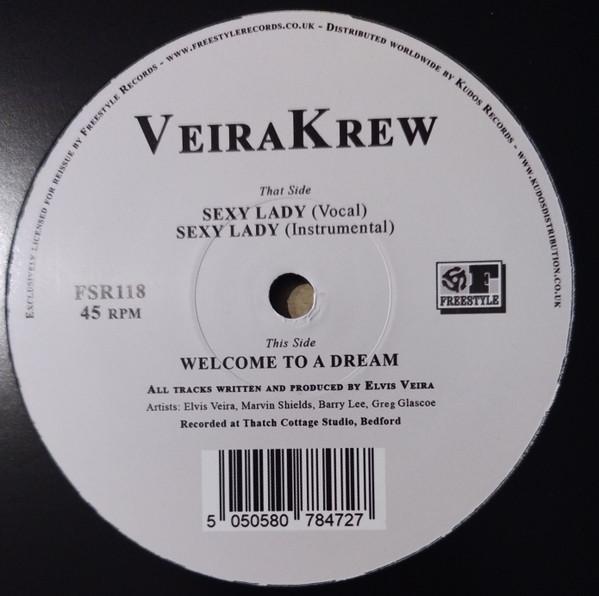 Exclusively licensed for reissue by Freestyle Records - www.freestylerecords.co.uk - Distributed worldwide by Kudos Records - www.kudosdistribution.co.uk
VeiraKrew
That Side
SEXY LADY (Vocal)
SEXY LADY (Instrumental)
FSR118
45 RPM
F
FREESTYLE
This Side
WELCOME TO A DREAM
All tracks written and produced by Elvis Veira
Artists: Elvis Veira, Marvin Shields, Barry Lee, Greg Glascoe
Recorded at Thatch Cottage Studio, Bedford
5 050580 784727